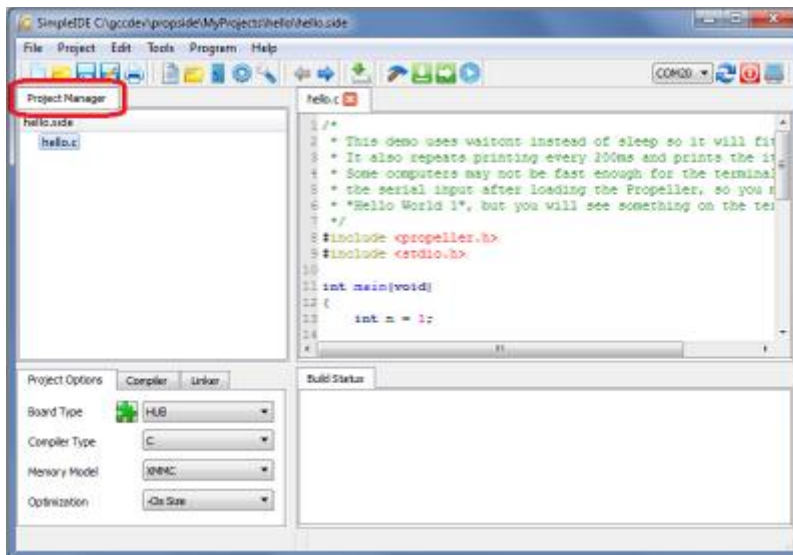 SimpleIDE C:\gccdev\propside\MyProjects\hello\hello.side
File Project Edit Tools Program Help
COM20
Project Manager
hello.side
hello.c
hello.c
1 /*
2 * This demo uses waitcnt instead of sleep so it will fit
3 * It also repeats printing every 200ms and prints the it
4 * Some computers may not be fast enough for the terminal
5 * the serial input after loading the Propeller, so you m
6 * "Hello World 1", but you will see something on the ter
7 */
8 #include <propeller.h>
9 #include <stdio.h>
10
11 int main(void)
12 {
13 int n = 1;
14
Project Options Compiler Linker
Board Type HUB
Compiler Type C
Memory Model XMMC
Optimization -Os Size
Build Status